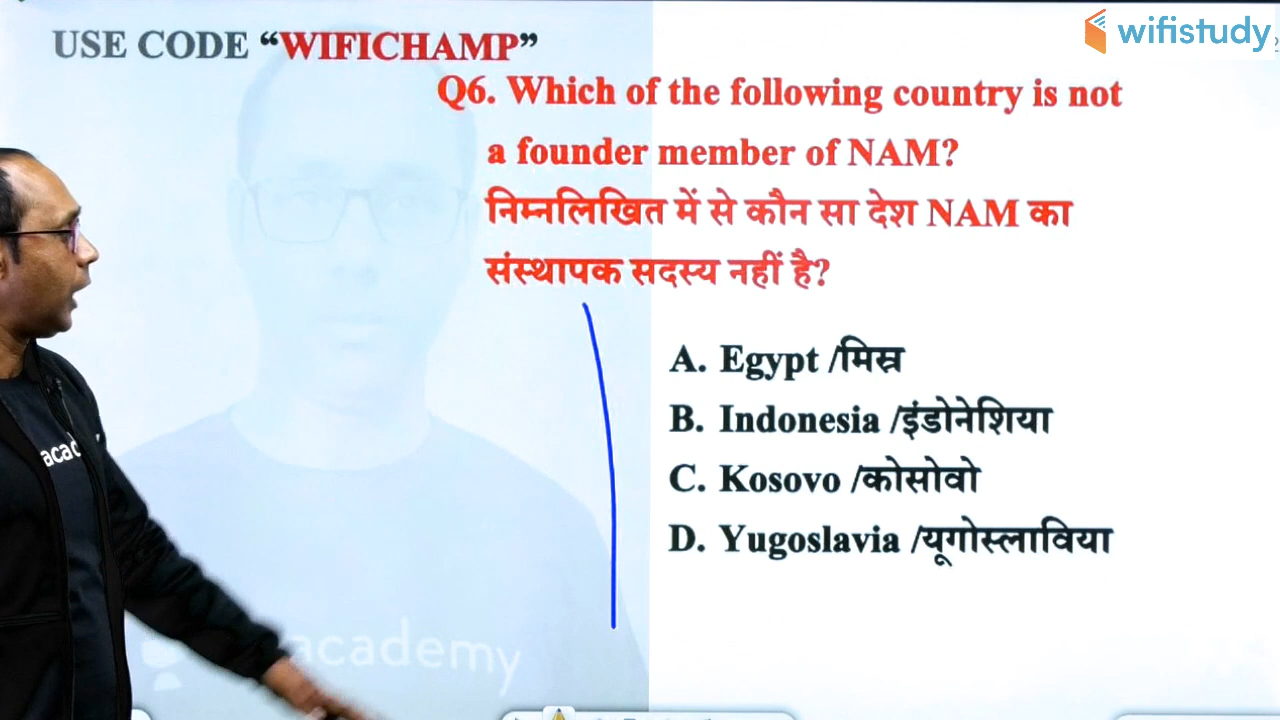 USE CODE “WIFICHAMP”
wifistudy
Q6. Which of the following country is not
a founder member of NAM?
निम्नलिखित में से कौन सा देश NAM का
संस्थापक सदस्य नहीं है?
A. Egypt /मिस्र
B. Indonesia /इंडोनेशिया
C. Kosovo /कोसोवो
D. Yugoslavia /यूगोस्लाविया
acad
academy